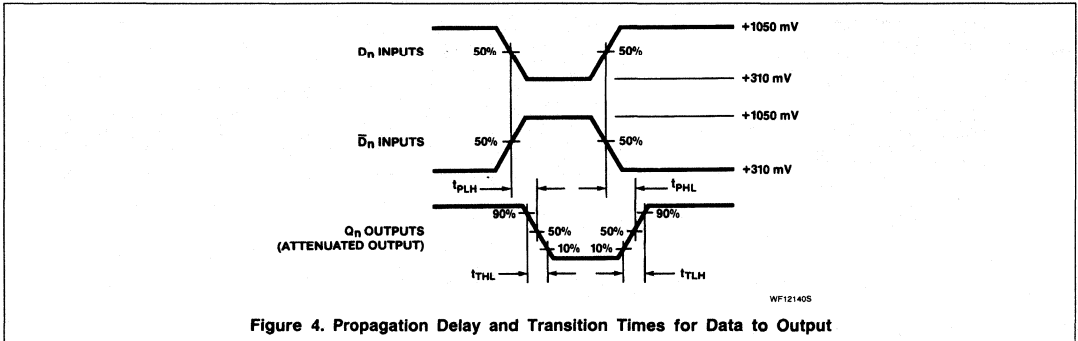 +1050 mV
Dn INPUTS
50%
50%
+310 mV
+1050 mV
D̅n INPUTS
50%
50%
+310 mV
tPLH
tPHL
90%
90%
Qn OUTPUTS
(ATTENUATED OUTPUT)
50%
50%
10%
10%
tTHL
tTLH
WF12140S
Figure 4. Propagation Delay and Transition Times for Data to Output